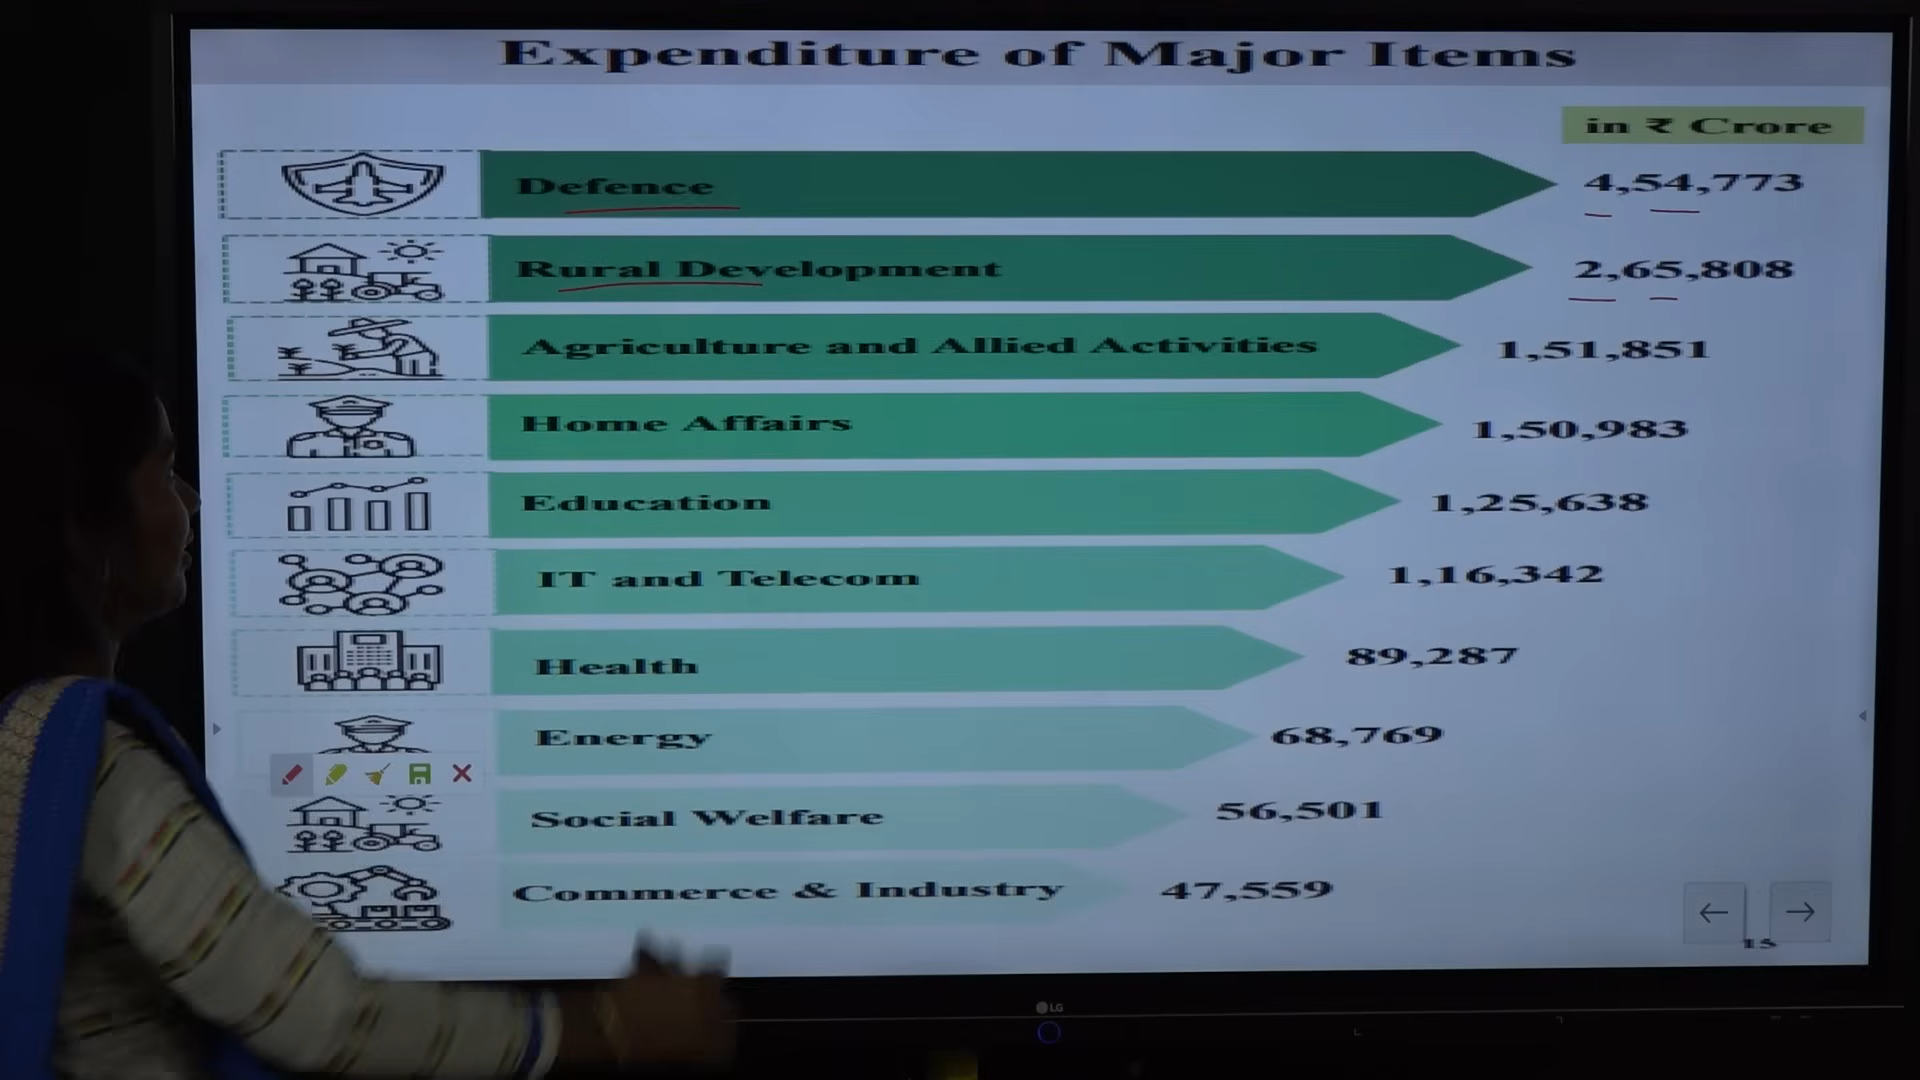 Expenditure of Major Items
in ₹ Crore
Defence 4,54,773
Rural Development 2,65,808
Agriculture and Allied Activities 1,51,851
Home Affairs 1,50,983
Education 1,25,638
IT and Telecom 1,16,342
Health 89,287
Energy 68,769
Social Welfare 56,501
Commerce & Industry 47,559
15
LG